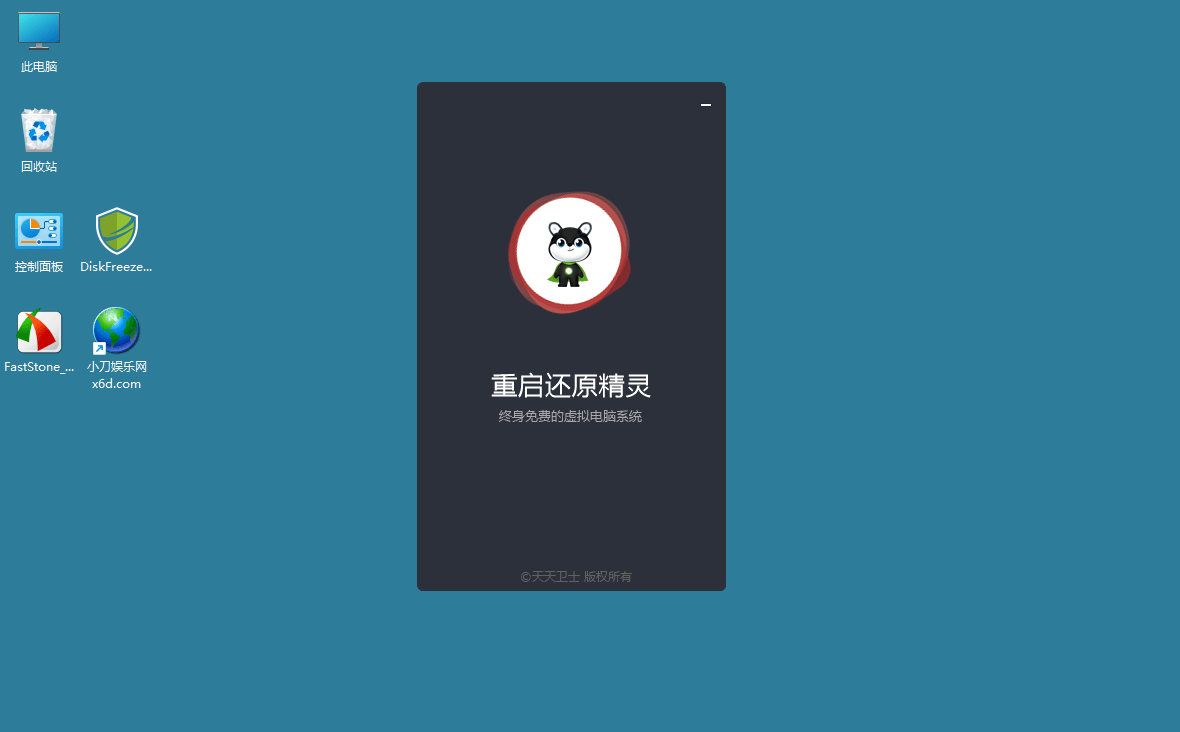 此电脑
回收站
控制面板
DiskFreeze...
FastStone_...
小刀娱乐网
x6d.com
重启还原精灵
终身免费的虚拟电脑系统
©天天卫士 版权所有